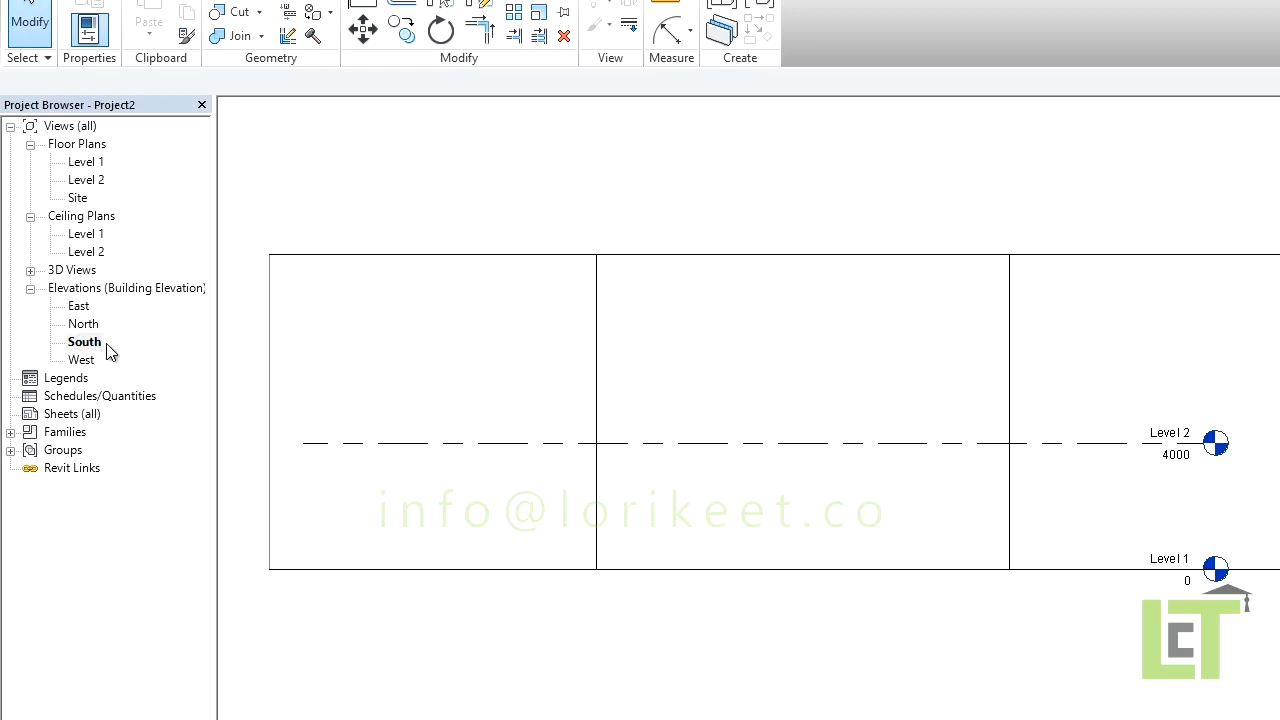 Modify
Paste
Cut
Join
Select
Properties
Clipboard
Geometry
Modify
View
Measure
Create
Project Browser - Project2
Views (all)
Floor Plans
Level 1
Level 2
Site
Ceiling Plans
Level 1
Level 2
3D Views
Elevations (Building Elevation)
East
North
South
West
Legends
Schedules/Quantities
Sheets (all)
Families
Groups
Revit Links
Level 2
4000
info@lorikeet.co
Level 1
0
LCT